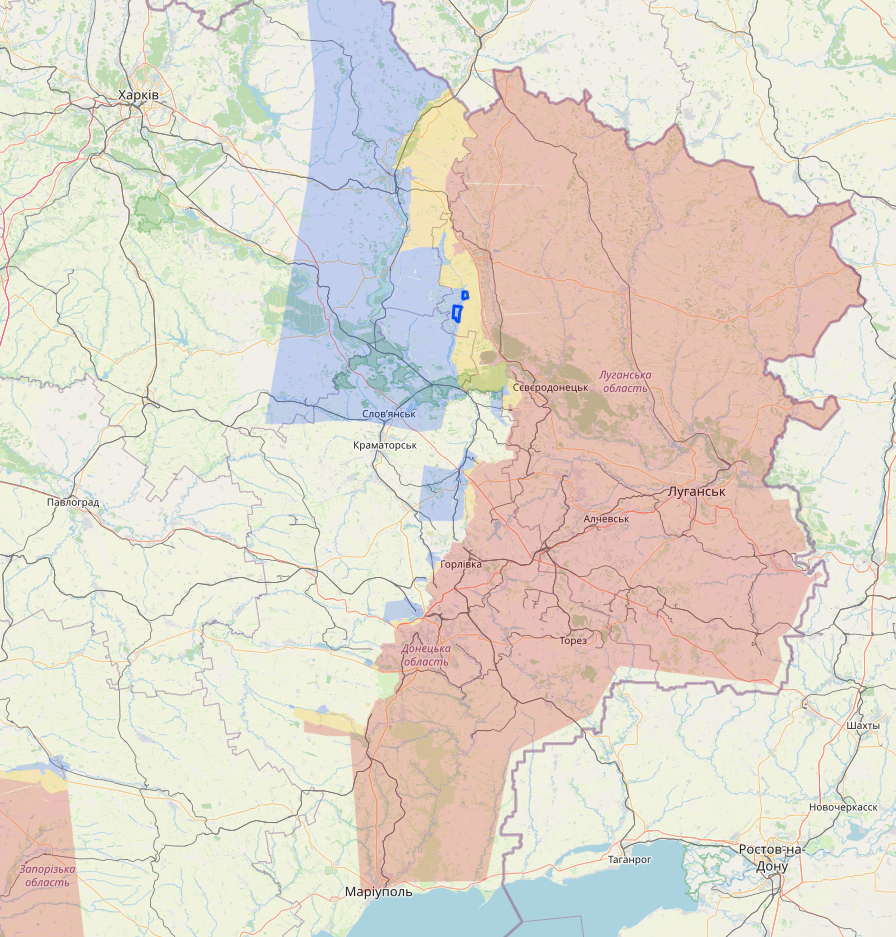 Харків
Луганська
область
Сєвєродонецьк
Слов'янськ
Краматорськ
Павлоград
Луганськ
Алчевськ
Горлівка
Торез
Донецька
область
Шахты
Новочеркасск
Ростов-на-
Дону
Таганрог
Запорізька
область
Маріуполь